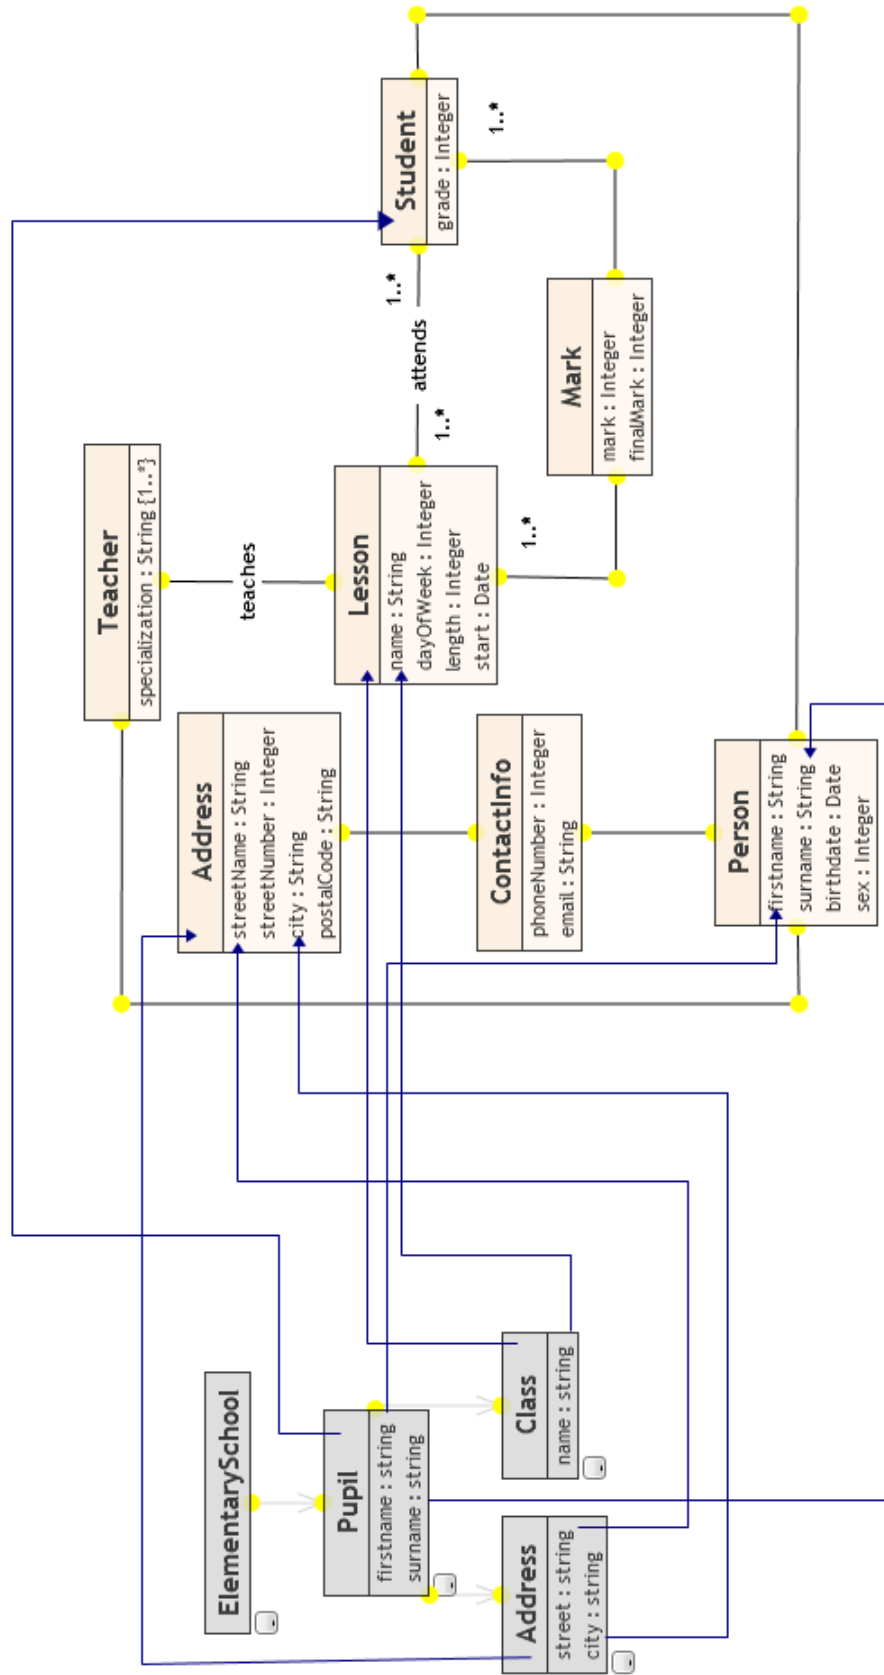 ElementarySchool
Pupil
firstname : string
surname : string
Address
street : string
city : string
Class
name : string
Teacher
specialization : String {1..*}
Address
streetName : String
streetNumber : Integer
city : String
postalCode : String
teaches
Lesson
name : String
dayOfWeek : Integer
length : Integer
start : Date
1..*
attends
1..*
Student
grade : Integer
1..*
1..*
Mark
mark : Integer
finalMark : Integer
ContactInfo
phoneNumber : Integer
email : String
Person
firstname : String
surname : String
birthdate : Date
sex : Integer